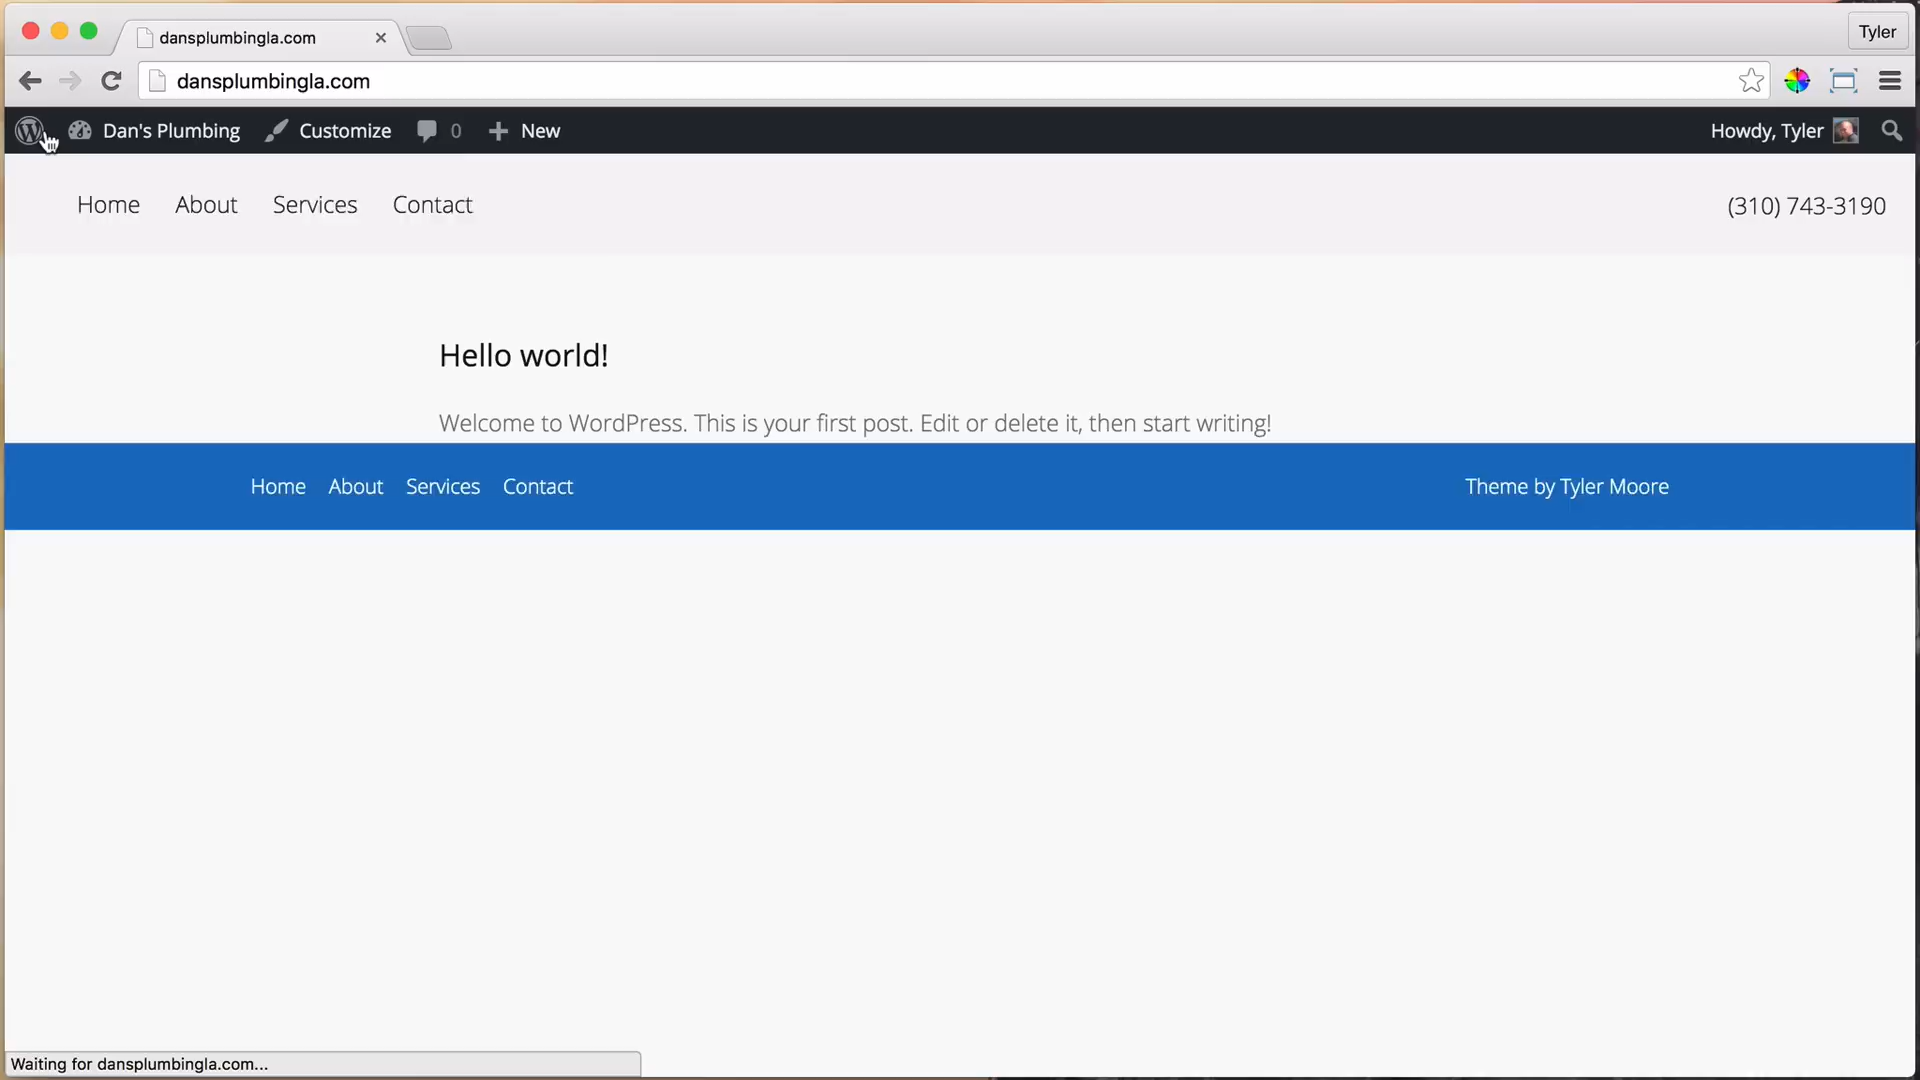 dansplumbingla.com
Tyler
dansplumbingla.com
Dan's Plumbing Customize 0 New Howdy, Tyler
Home About Services Contact (310) 743-3190
Hello world!
Welcome to WordPress. This is your first post. Edit or delete it, then start writing!
Home About Services Contact Theme by Tyler Moore
Waiting for dansplumbingla.com...